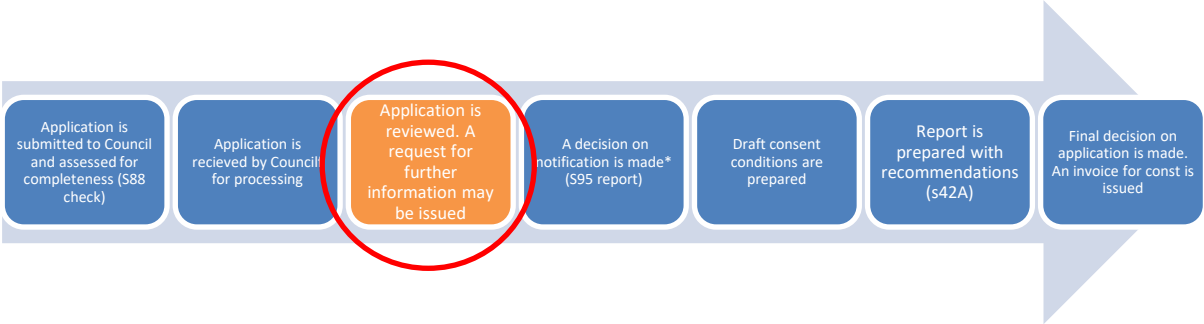 Application is
submitted to Council
and assessed for
completeness (S88
check)
Application is
recieved by Council
for processing
Application is
reviewed. A
request for
further
information may
be issued
A decision on
notification is made*
(S95 report)
Draft consent
conditions are
prepared
Report is
prepared with
recommendations
(s42A)
Final decision on
application is made.
An invoice for const is
issued